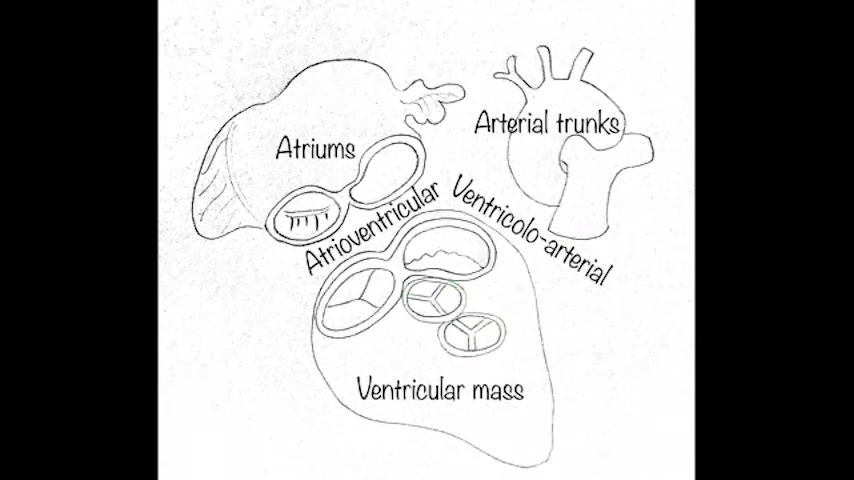 Arterial trunks
Atriums
Atrioventricular
Ventricolo-arterial
Ventricular mass